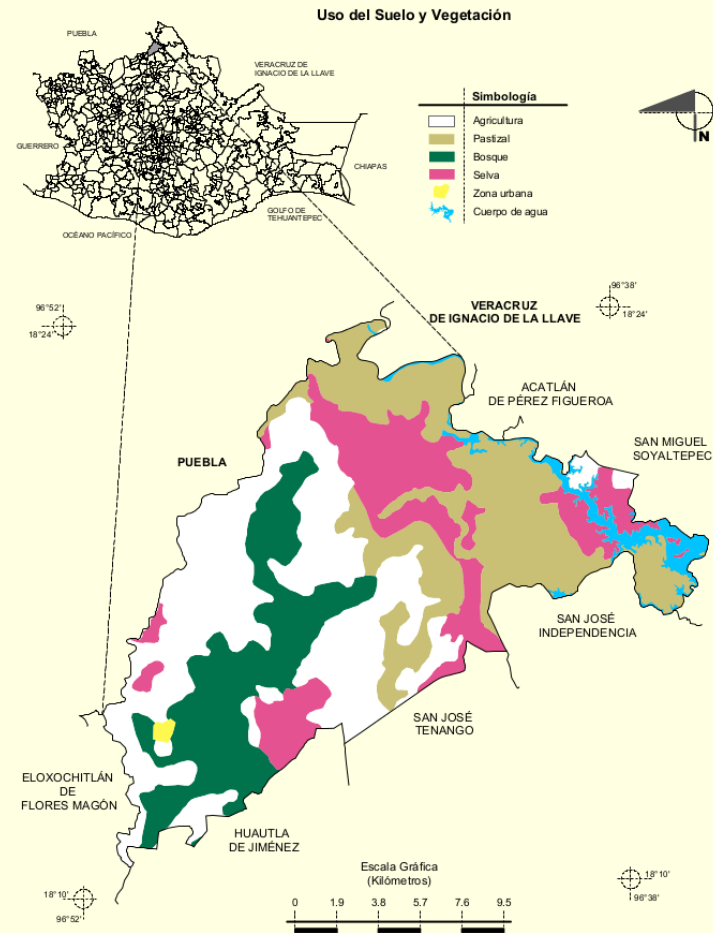 Uso del Suelo y Vegetación
PUEBLA
VERACRUZ DE
IGNACIO DE LA LLAVE
GUERRERO
CHIAPAS
GOLFO DE
TEHUANTEPEC
OCÉANO PACÍFICO
Simbología
Agricultura
Pastizal
Bosque
Selva
Zona urbana
Cuerpo de agua
N
96°52'
18°24'
96°38'
18°24'
VERACRUZ
DE IGNACIO DE LA LLAVE
ACATLÁN
DE PÉREZ FIGUEROA
SAN MIGUEL
SOYALTEPEC
PUEBLA
SAN JOSÉ
INDEPENDENCIA
SAN JOSÉ
TENANGO
ELOXOCHITLÁN
DE
FLORES MAGÓN
HUAUTLA
DE JIMÉNEZ
Escala Gráfica
(Kilómetros)
0 1.9 3.8 5.7 7.6 9.5
18°10'
96°52'
18°10'
96°38'